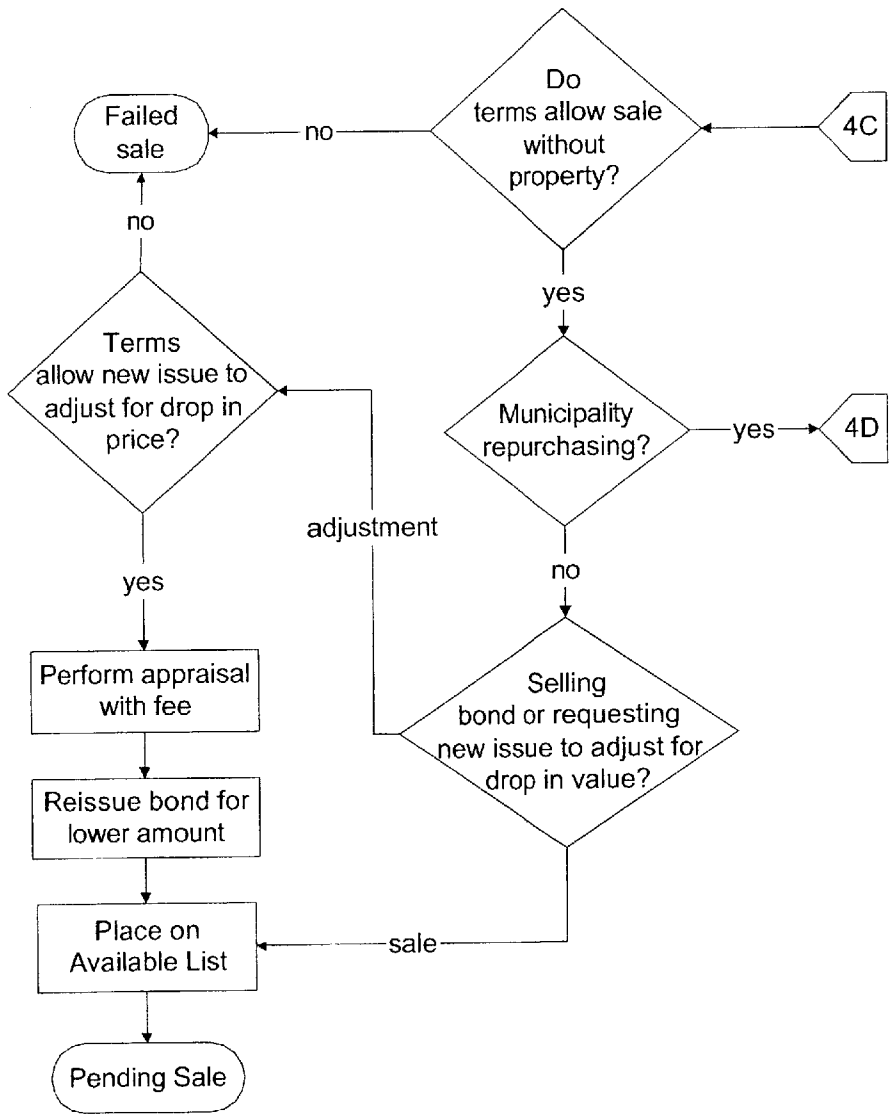 Failed
sale
no
Do
terms allow sale
without
property?
4C
no
yes
Terms
allow new issue to
adjust for drop in
price?
Municipality
repurchasing?
yes
4D
adjustment
no
yes
Perform appraisal
with fee
Selling
bond or requesting
new issue to adjust for
drop in value?
Reissue bond for
lower amount
Place on
Available List
sale
Pending Sale